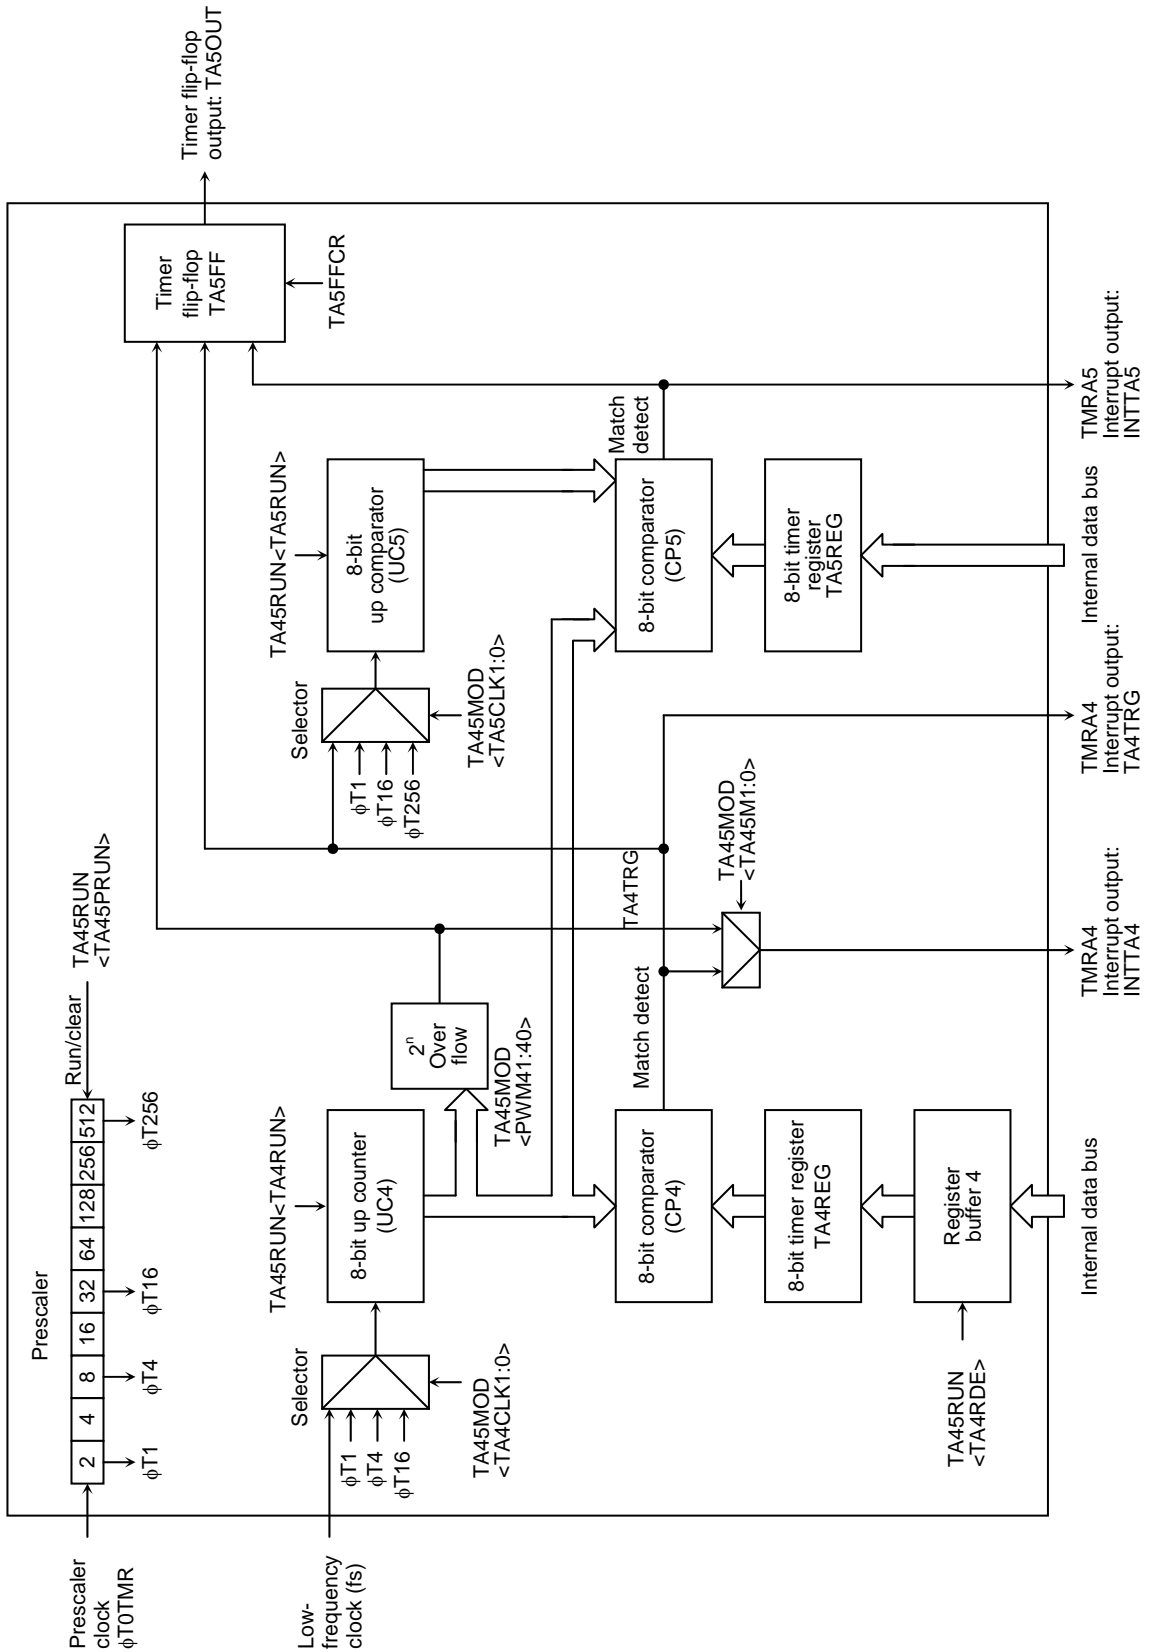 Prescaler
Prescaler
clock
ϕT0TMR
2
4
8
16
32
64
128
256
512
Run/clear
TA45RUN
<TA45PRUN>
ϕT1
ϕT4
ϕT16
ϕT256
Low-
frequency
clock (fs)
Selector
ϕT1
ϕT4
ϕT16
TA45MOD
<TA4CLK1:0>
TA45RUN<TA4RUN>
8-bit up counter
(UC4)
2ⁿ
Over
flow
TA45MOD
<PWM41:40>
Selector
ϕT1
ϕT16
ϕT256
TA45MOD
<TA5CLK1:0>
TA45RUN<TA5RUN>
8-bit
up comparator
(UC5)
Timer
flip-flop
TA5FF
TA5FFCR
Timer flip-flop
output: TA5OUT
8-bit comparator
(CP4)
Match detect
TA4TRG
8-bit comparator
(CP5)
Match
detect
8-bit timer register
TA4REG
TA45MOD
<TA45M1:0>
8-bit timer
register
TA5REG
TA45RUN
<TA4RDE>
Register
buffer 4
Internal data bus
TMRA4
Interrupt output:
INTTA4
TMRA4
Interrupt output:
TA4TRG
Internal data bus
TMRA5
Interrupt output:
INTTA5